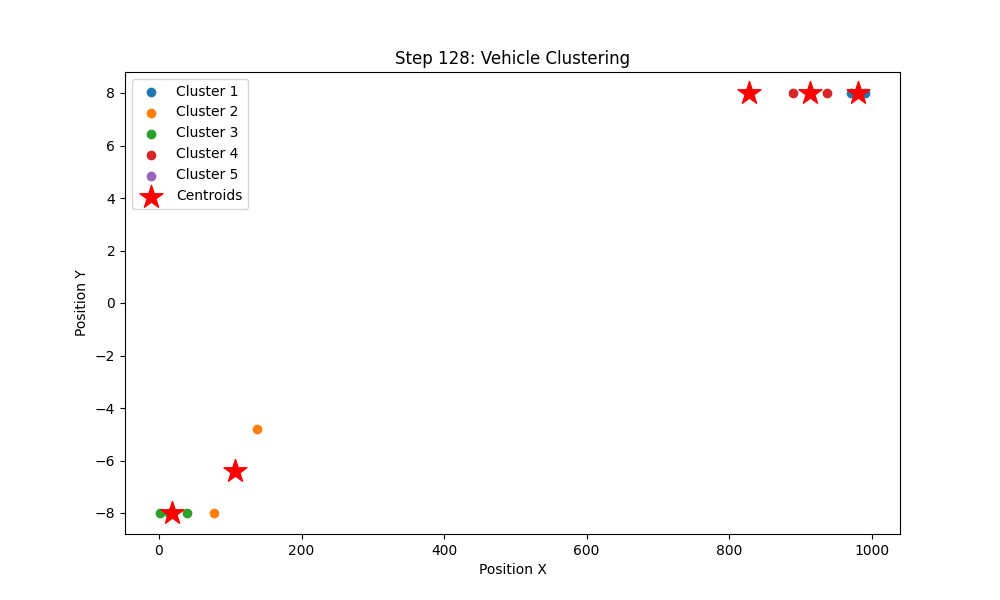 Step 128: Vehicle Clustering
Cluster 1
Cluster 2
Cluster 3
Cluster 4
Cluster 5
Centroids
8
6
4
2
0
−2
−4
−6
−8
Position Y
0 200 400 600 800 1000
Position X